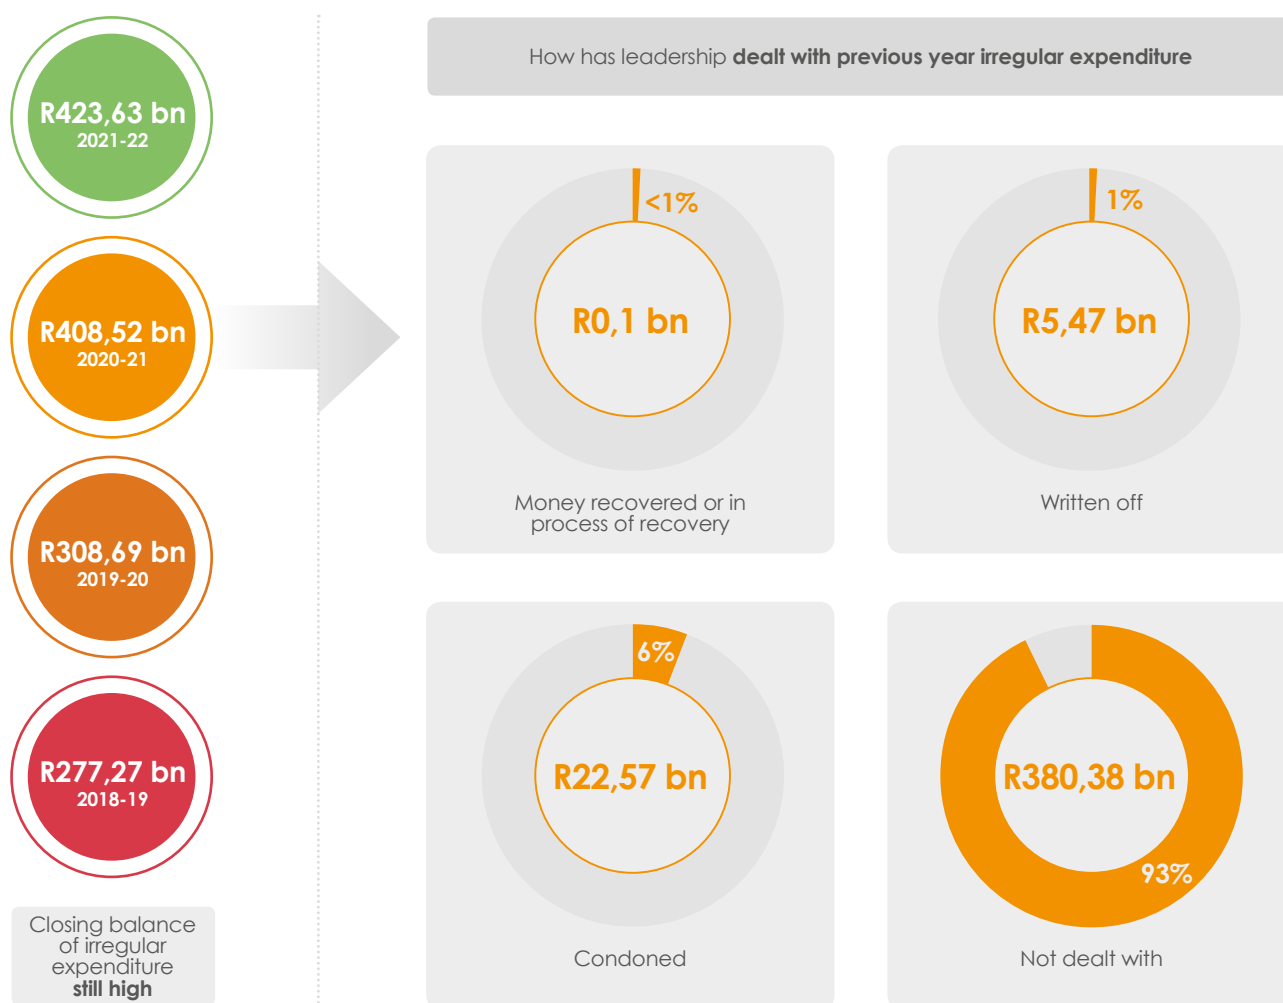 R423,63 bn
2021-22
R408,52 bn
2020-21
R308,69 bn
2019-20
R277,27 bn
2018-19
Closing balance
of irregular
expenditure
still high
How has leadership dealt with previous year irregular expenditure
<1%
R0,1 bn
Money recovered or in
process of recovery
1%
R5,47 bn
Written off
6%
R22,57 bn
Condoned
R380,38 bn
93%
Not dealt with